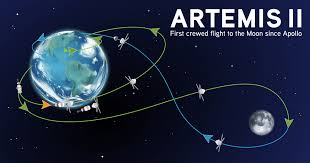 ARTEMIS II
First crewed flight to the Moon since Apollo